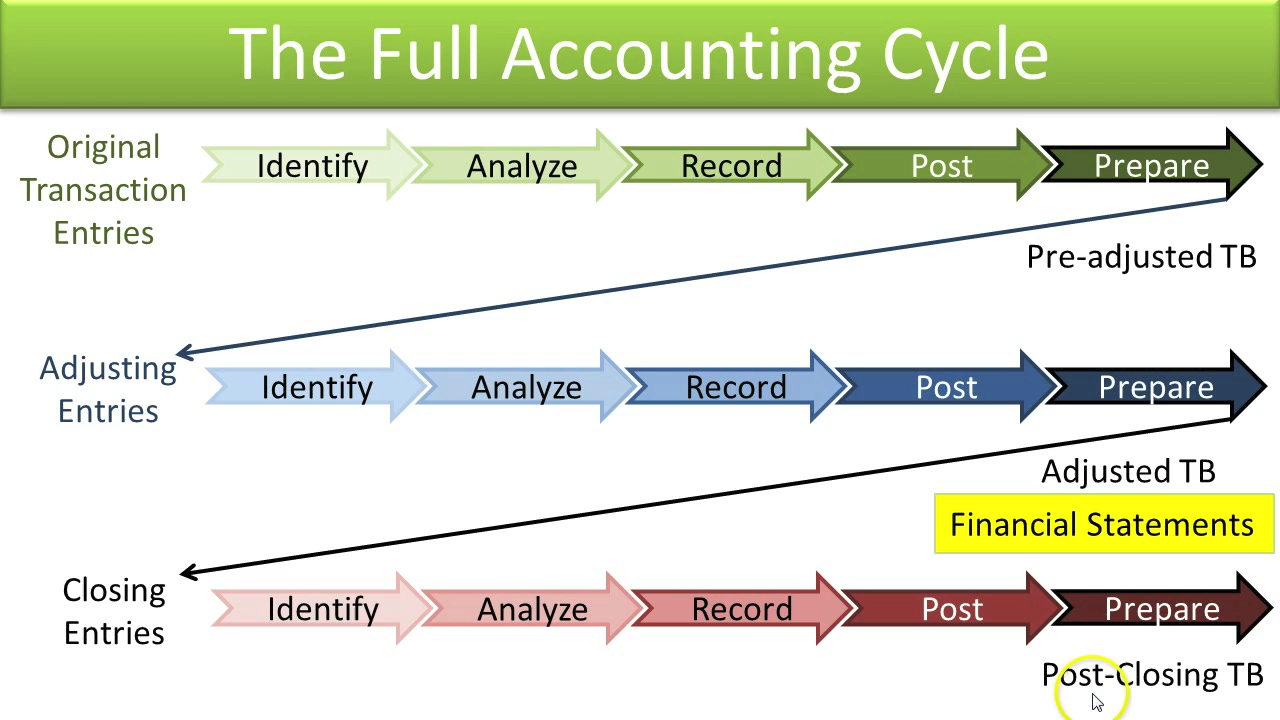 The Full Accounting Cycle
Original
Transaction
Entries
Identify
Analyze
Record
Post
Prepare
Pre-adjusted TB
Adjusting
Entries
Identify
Analyze
Record
Post
Prepare
Adjusted TB
Financial Statements
Closing
Entries
Identify
Analyze
Record
Post
Prepare
Post-Closing TB